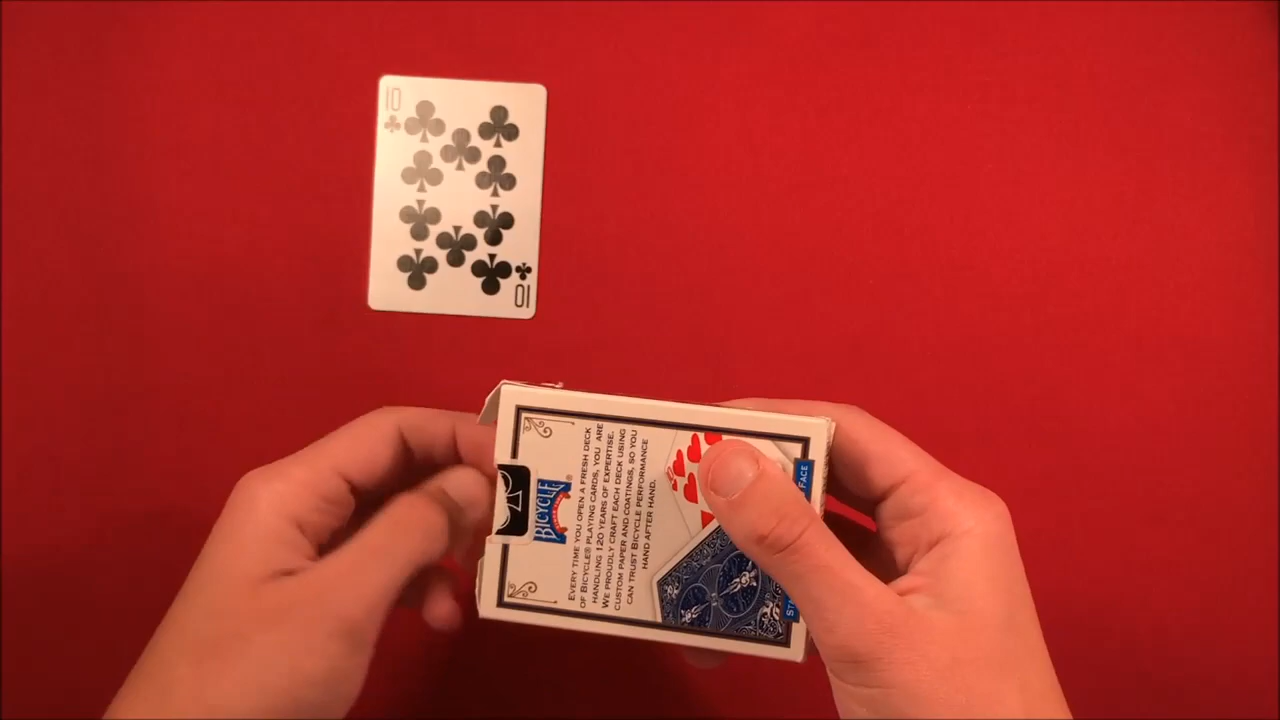 10
10
BICYCLE®
EVERY TIME YOU OPEN A FRESH DECK
OF BICYCLE® PLAYING CARDS, YOU ARE
HANDLING 120 YEARS OF EXPERTISE.
WE PROUDLY CRAFT EACH DECK USING
CUSTOM PAPER AND COATINGS, SO YOU
CAN TRUST BICYCLE PERFORMANCE
HAND AFTER HAND.
FACE